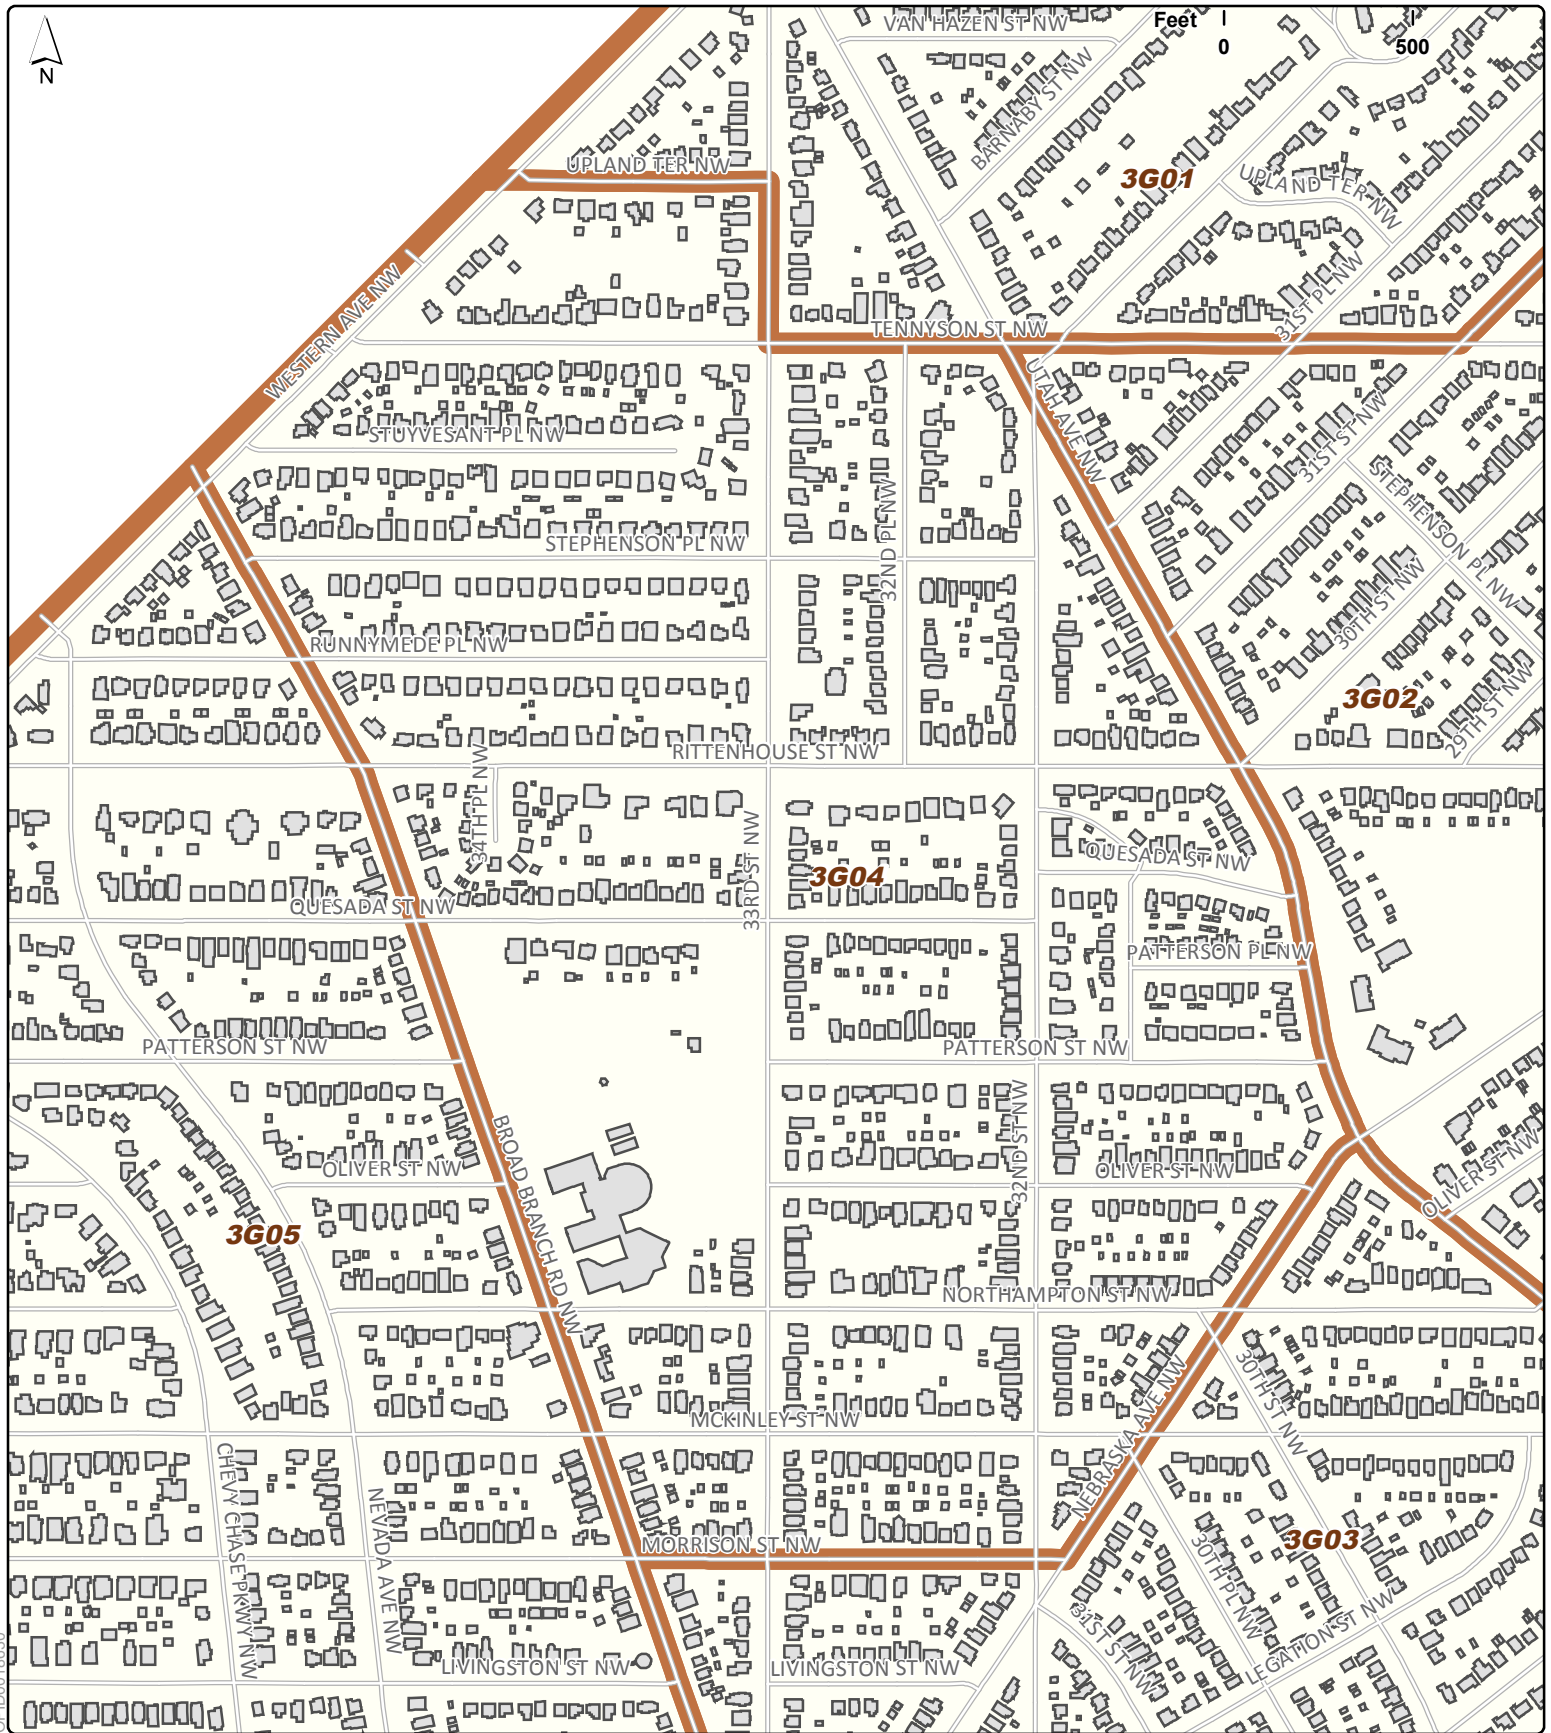 VAN HAZEN ST NW
Feet
0
500
N
BARNABY ST NW
UPLAND TER NW
3G01
UPLAND TER NW
WESTERN AVE NW
31ST PL NW
TENNYSON ST NW
UTAH AVE NW
STUYVESANT PL NW
31ST ST NW
STEPHENSON PL NW
32ND PL NW
STEPHENSON PL NW
30TH ST NW
RUNNYMEDE PL NW
3G02
29TH ST NW
RITTENHOUSE ST NW
34TH PL NW
33RD ST NW
QUESADA ST NW
3G04
QUESADA ST NW
PATTERSON PL NW
PATTERSON ST NW
PATTERSON ST NW
32ND ST NW
BROAD BRANCH RD NW
OLIVER ST NW
OLIVER ST NW
OLIVER ST NW
3G05
NORTHAMPTON ST NW
30TH ST NW
NEBRASKA AVE NW
MCKINLEY ST NW
CHEVY CHASE PKWY NW
NEVADA AVE NW
MORRISON ST NW
3G03
30TH PL NW
31ST ST NW
LEGATION ST NW
LIVINGSTON ST NW
LIVINGSTON ST NW